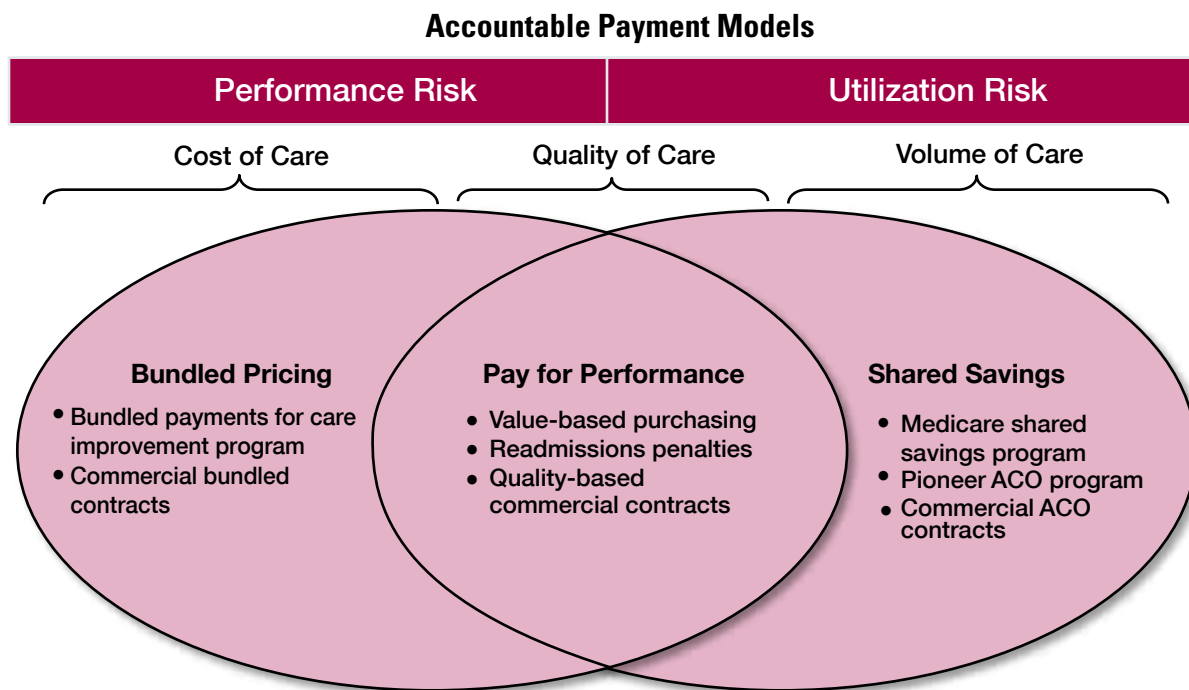 Accountable Payment Models
Performance Risk
Utilization Risk
Cost of Care
Quality of Care
Volume of Care
Bundled Pricing
• Bundled payments for care
improvement program
• Commercial bundled
contracts
Pay for Performance
• Value-based purchasing
• Readmissions penalties
• Quality-based
commercial contracts
Shared Savings
• Medicare shared
savings program
• Pioneer ACO program
• Commercial ACO
contracts